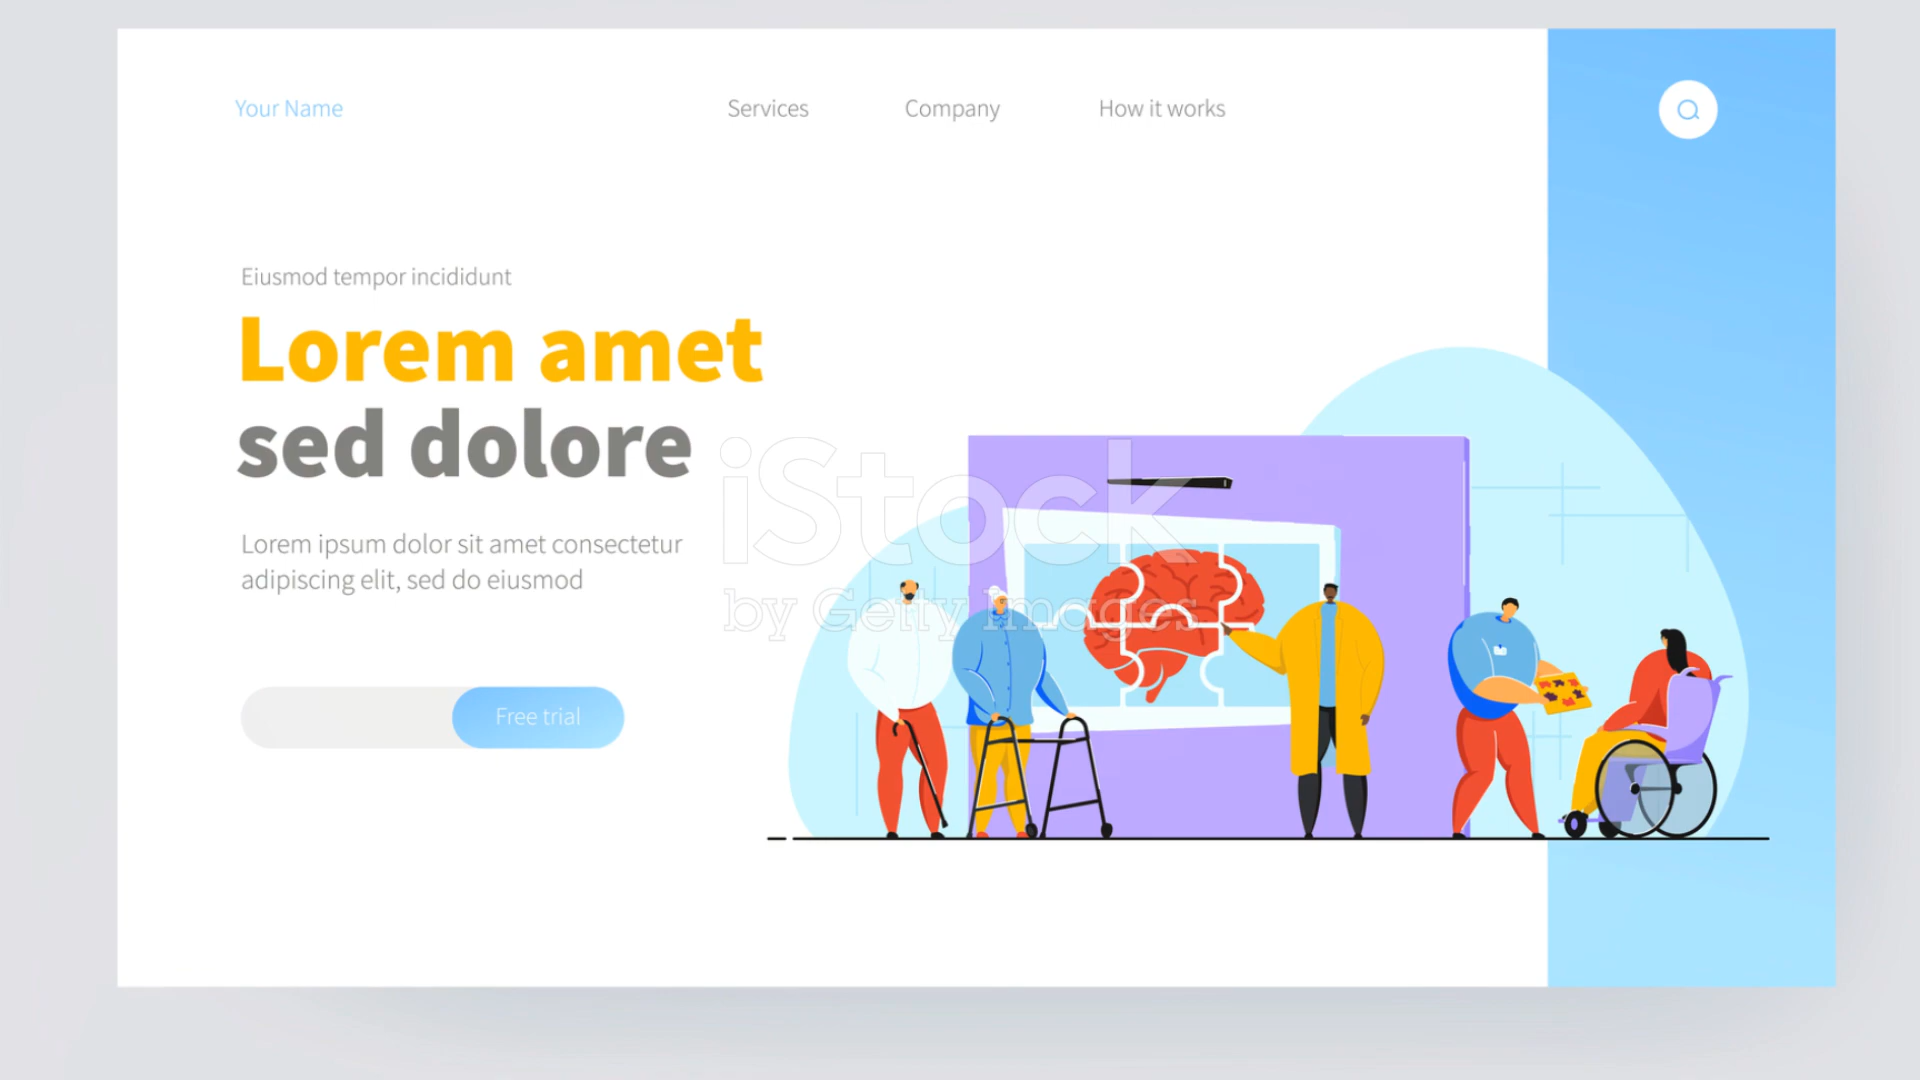 Your Name
Services
Company
How it works
Eiusmod tempor incididunt
Lorem amet
sed dolore
Lorem ipsum dolor sit amet consectetur
adipiscing elit, sed do eiusmod
Free trial
iStock
by Getty Images